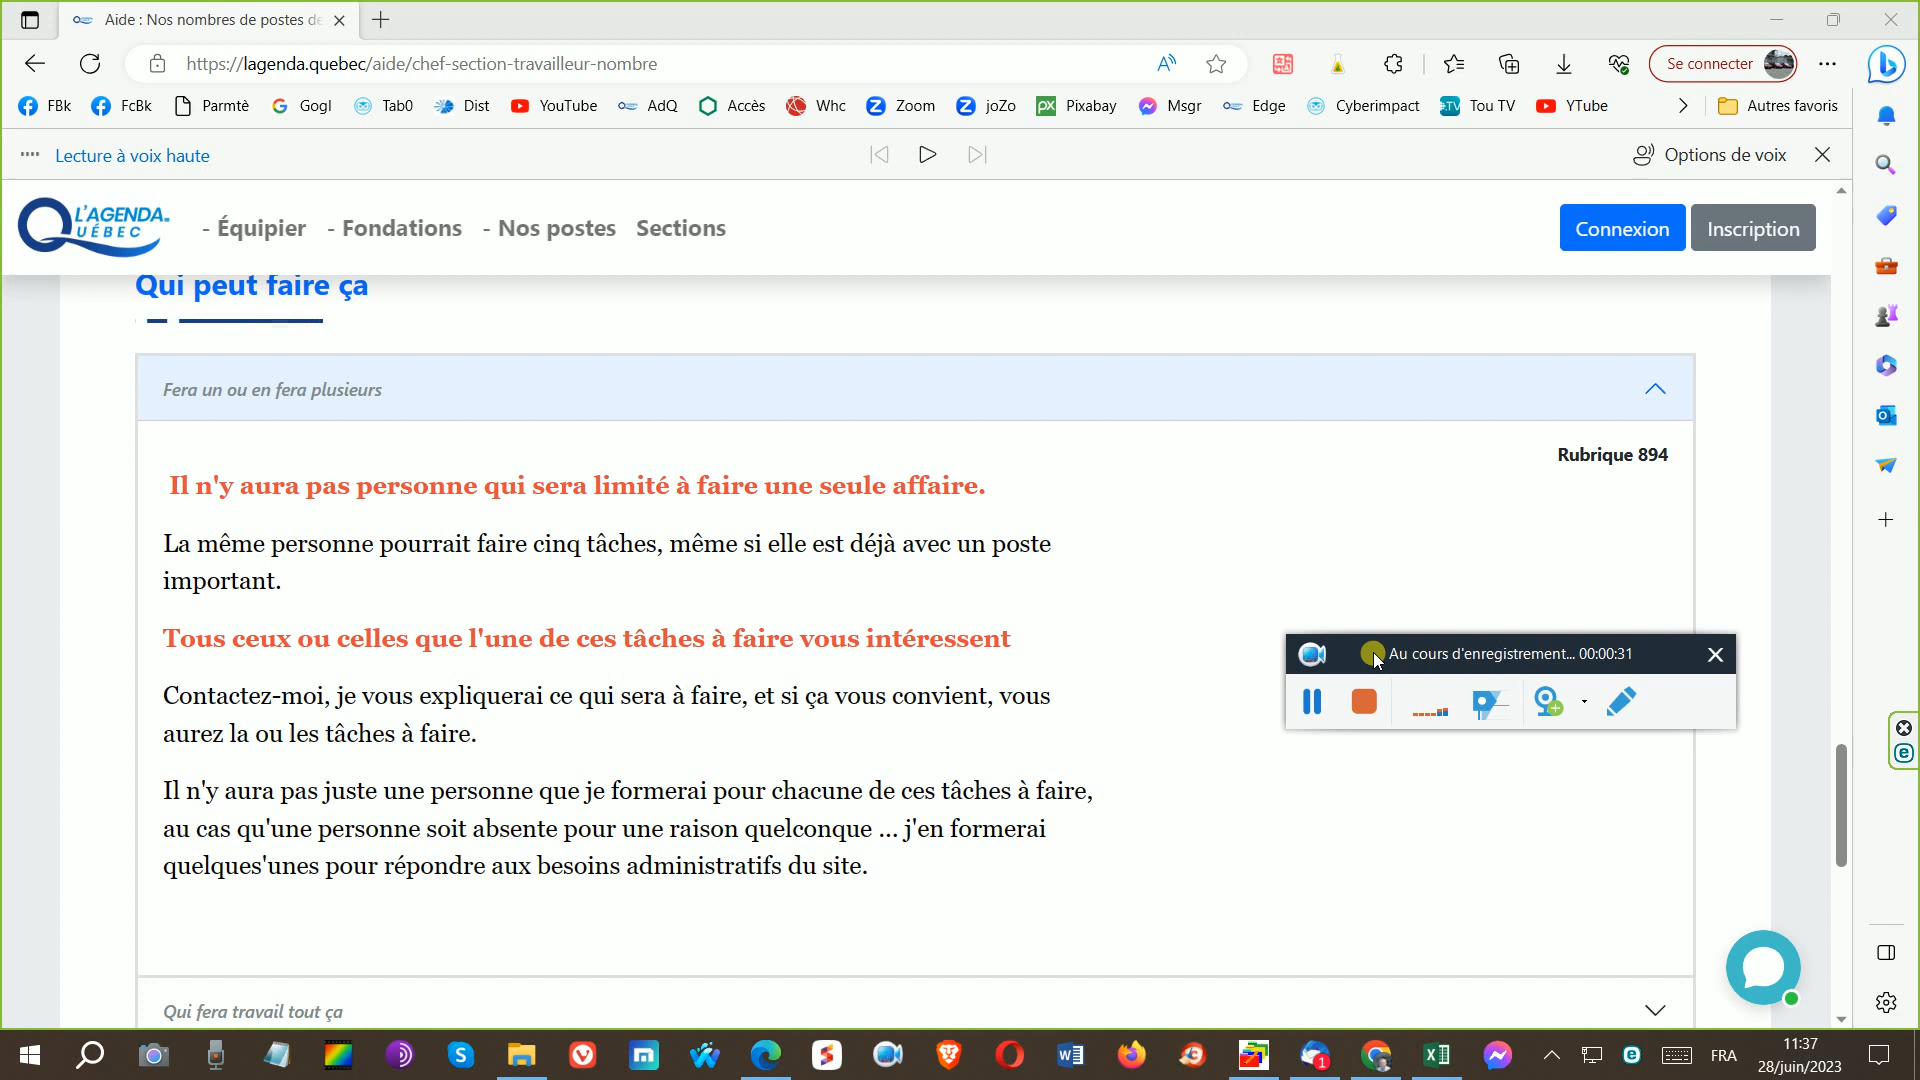 Aide : Nos nombres de postes de
https://lagenda.quebec/aide/chef-section-travailleur-nombre
Se connecter
FBk
FcBk
Parmtè
Gogl
Tab0
Dist
YouTube
AdQ
Accès
Whc
Zoom
joZo
Pixabay
Msgr
Edge
Cyberimpact
Tou TV
YTube
Autres favoris
Lecture à voix haute
Options de voix
L'AGENDA
UÉBEC
- Équipier - Fondations - Nos postes Sections
Connexion
Inscription
Qui peut faire ça
Fera un ou en fera plusieurs
Rubrique 894
Il n'y aura pas personne qui sera limité à faire une seule affaire.
La même personne pourrait faire cinq tâches, même si elle est déjà avec un poste
important.
Tous ceux ou celles que l'une de ces tâches à faire vous intéressent
Au cours d'enregistrement... 00:00:31
Contactez-moi, je vous expliquerai ce qui sera à faire, et si ça vous convient, vous
aurez la ou les tâches à faire.
Il n'y aura pas juste une personne que je formerai pour chacune de ces tâches à faire,
au cas qu'une personne soit absente pour une raison quelconque ... j'en formerai
quelques'unes pour répondre aux besoins administratifs du site.
Qui fera travail tout ça
FRA
11:37
28/juin/2023